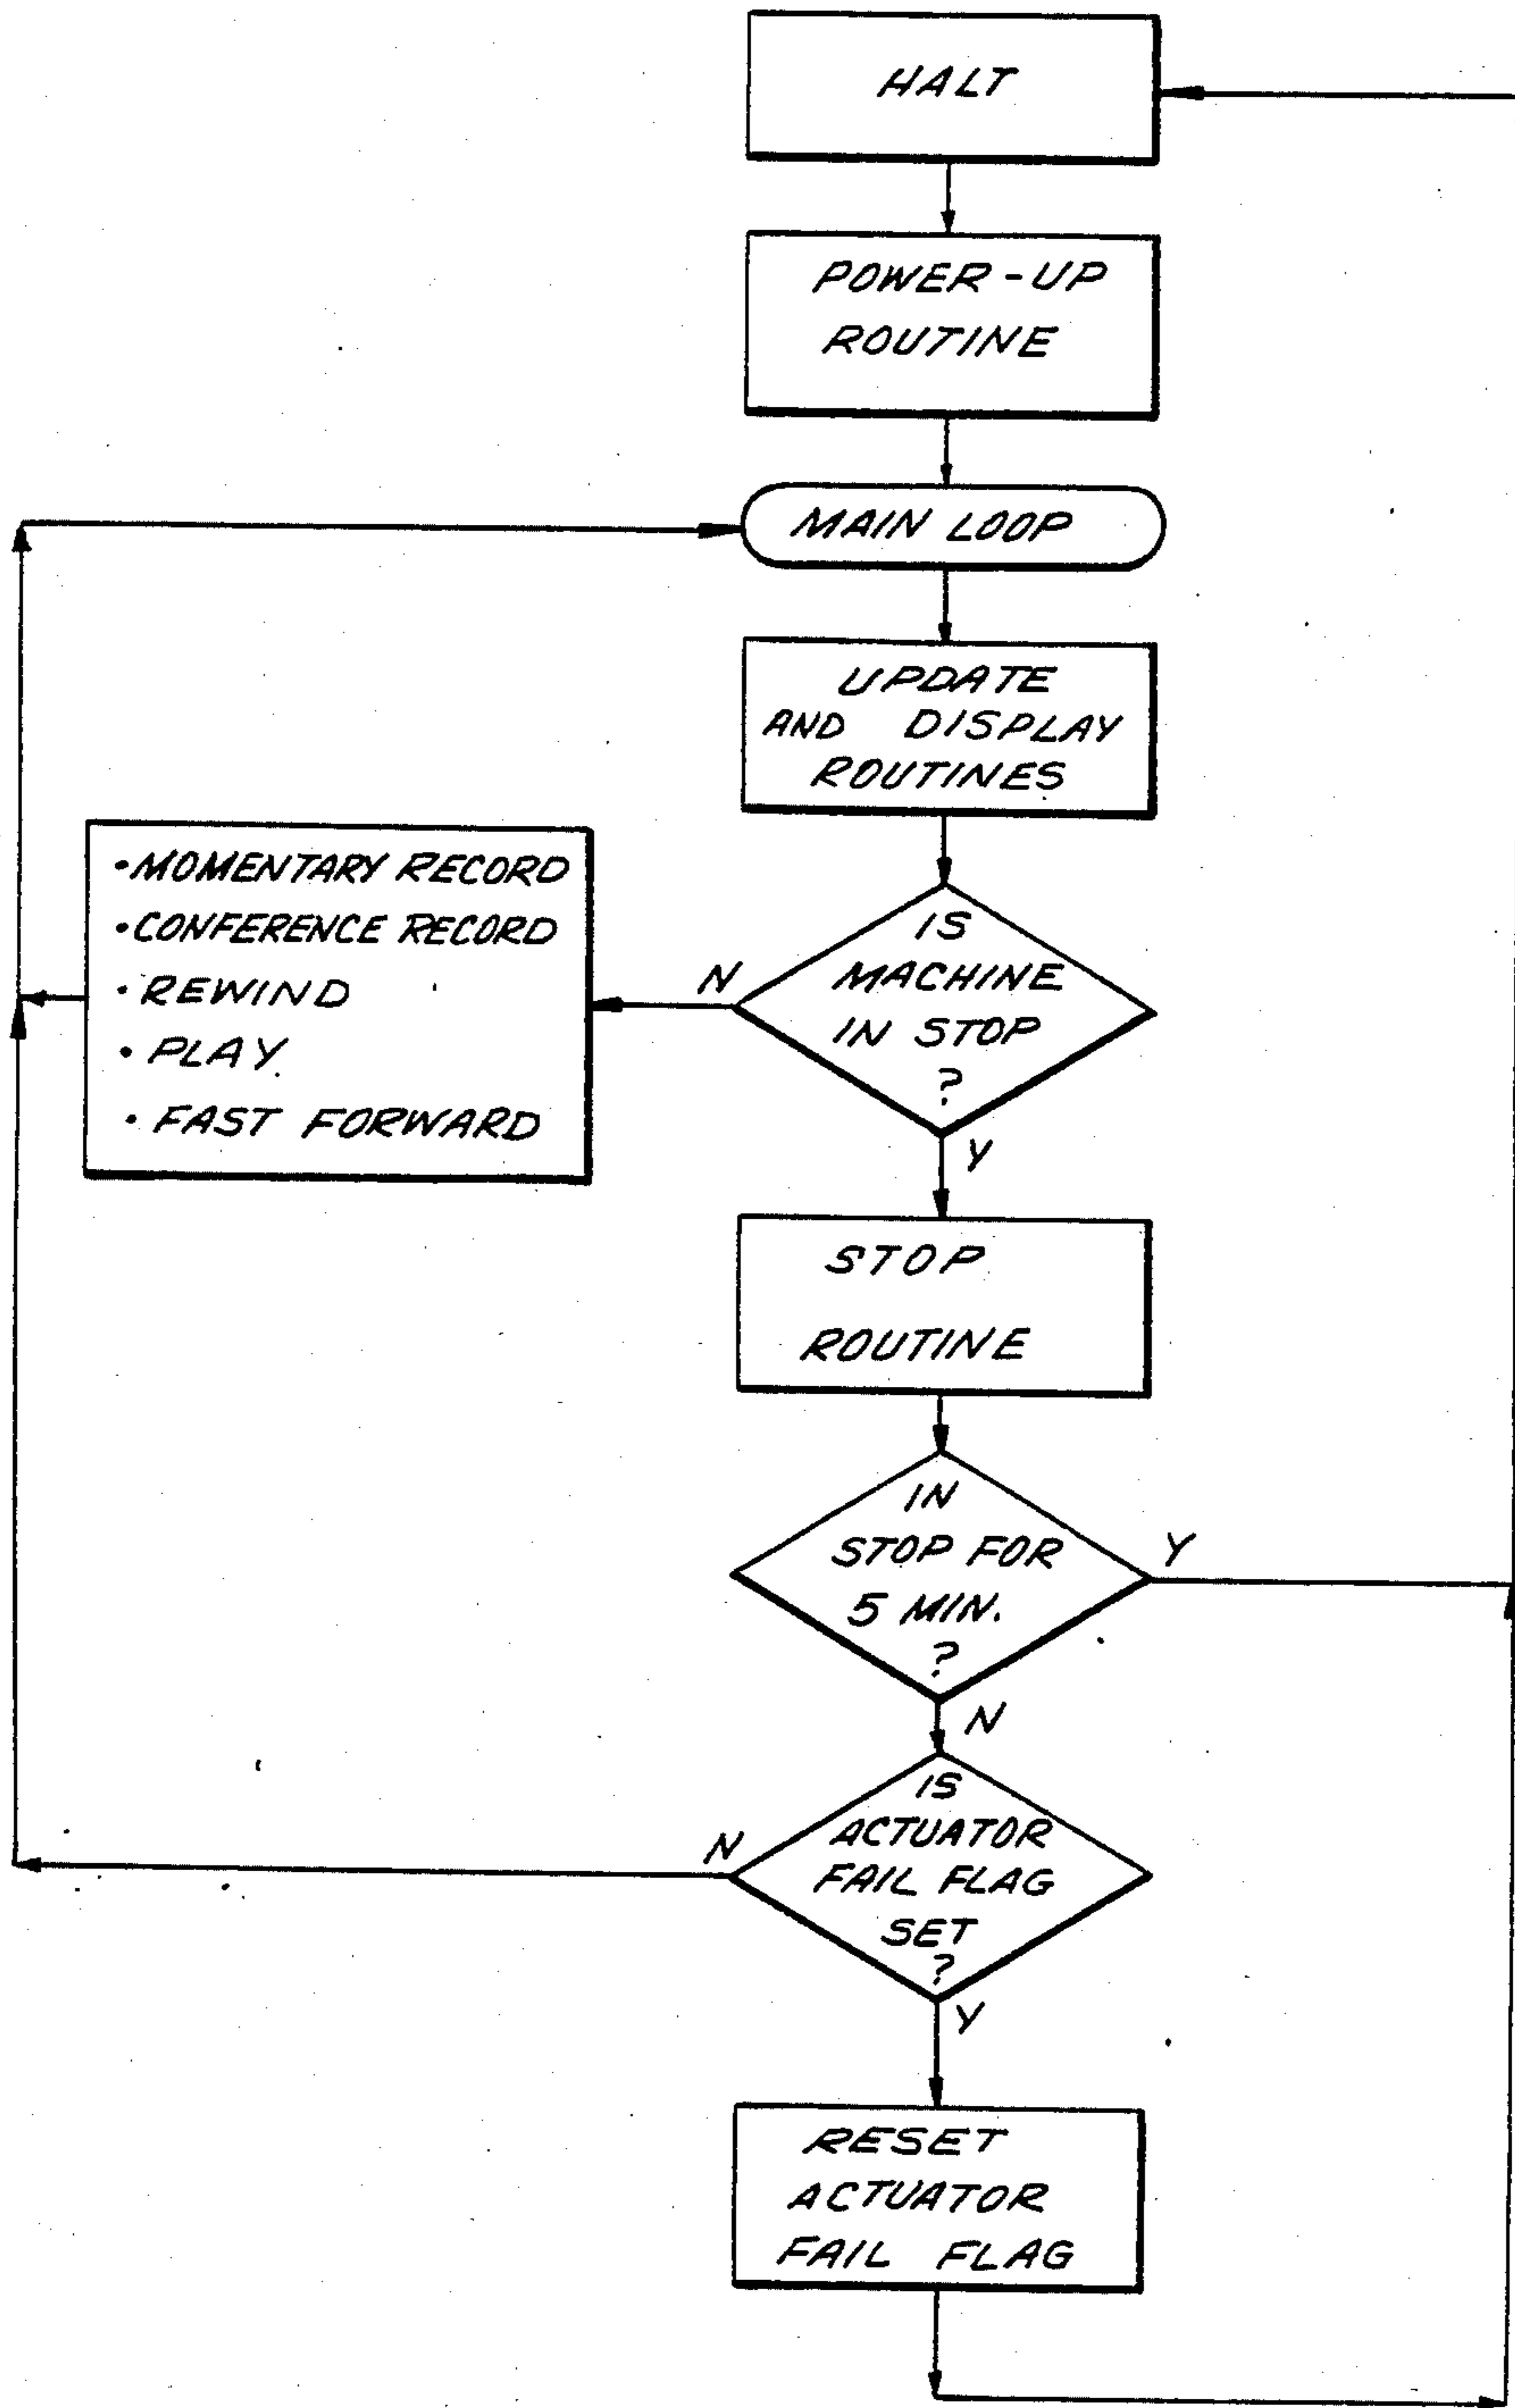 HALT
POWER-UP
ROUTINE
MAIN LOOP
UPDATE
AND DISPLAY
ROUTINES
•MOMENTARY RECORD
•CONFERENCE RECORD
•REWIND
•PLAY
•FAST FORWARD
IS
MACHINE
IN STOP
?
N
Y
STOP
ROUTINE
IN
STOP FOR
5 MIN.
?
Y
N
IS
ACTUATOR
FAIL FLAG
SET
?
N
Y
RESET
ACTUATOR
FAIL FLAG